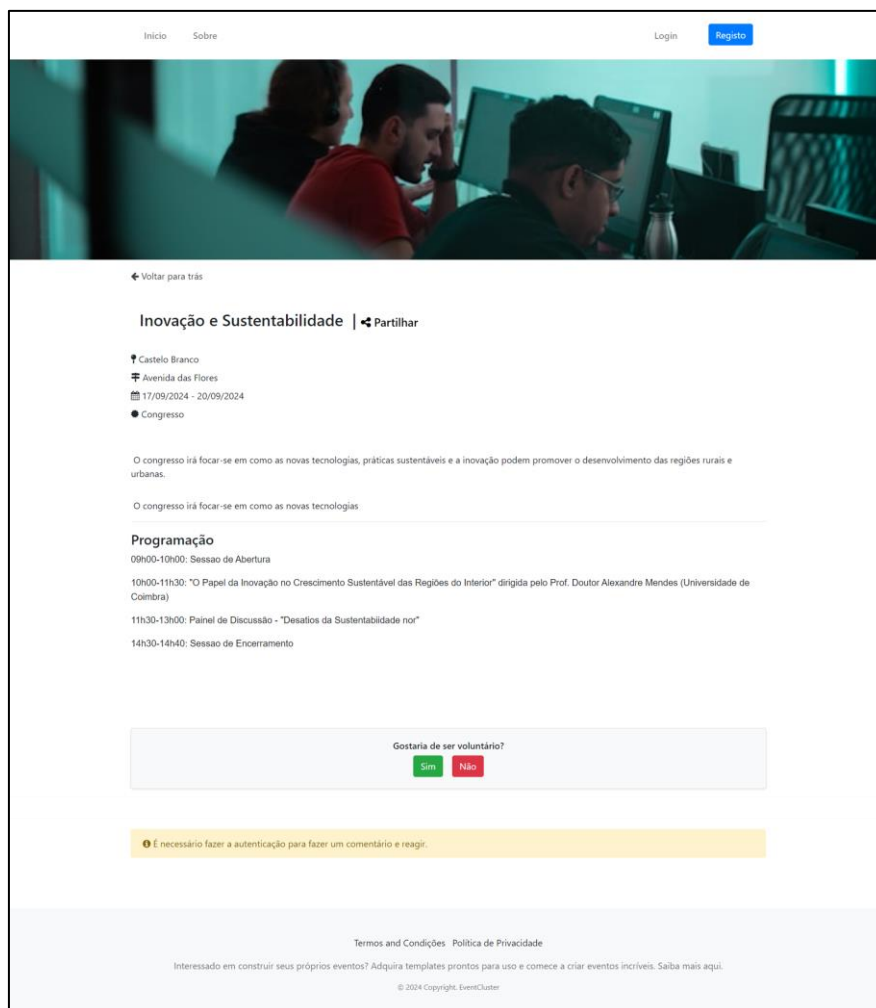 Inicio Sobre Login Registo
Voltar para trás
Inovação e Sustentabilidade | Partilhar
Castelo Branco
Avenida das Flores
17/09/2024 - 20/09/2024
Congresso
O congresso irá focar-se em como as novas tecnologias, práticas sustentáveis e a inovação podem promover o desenvolvimento das regiões rurais e
urbanas.
O congresso irá focar-se em como as novas tecnologias
Programação
09h00-10h00: Sessao de Abertura
10h00-11h30: "O Papel da Inovação no Crescimento Sustentável das Regiões do Interior" dirigida pelo Prof. Doutor Alexandre Mendes (Universidade de
Coimbra)
11h30-13h00: Painel de Discussão - "Desatios da Sustentabiidade nor"
14h30-14h40: Sessao de Encerramento
Gostaria de ser voluntário?
Sim Não
É necessário fazer a autenticação para fazer um comentário e reagir.
Termos and Condições Política de Privacidade
Interessado em construir seus próprios eventos? Adquira templates prontos para uso e comece a criar eventos incríveis. Saiba mais aqui.
© 2024 Copyright. EventCluster